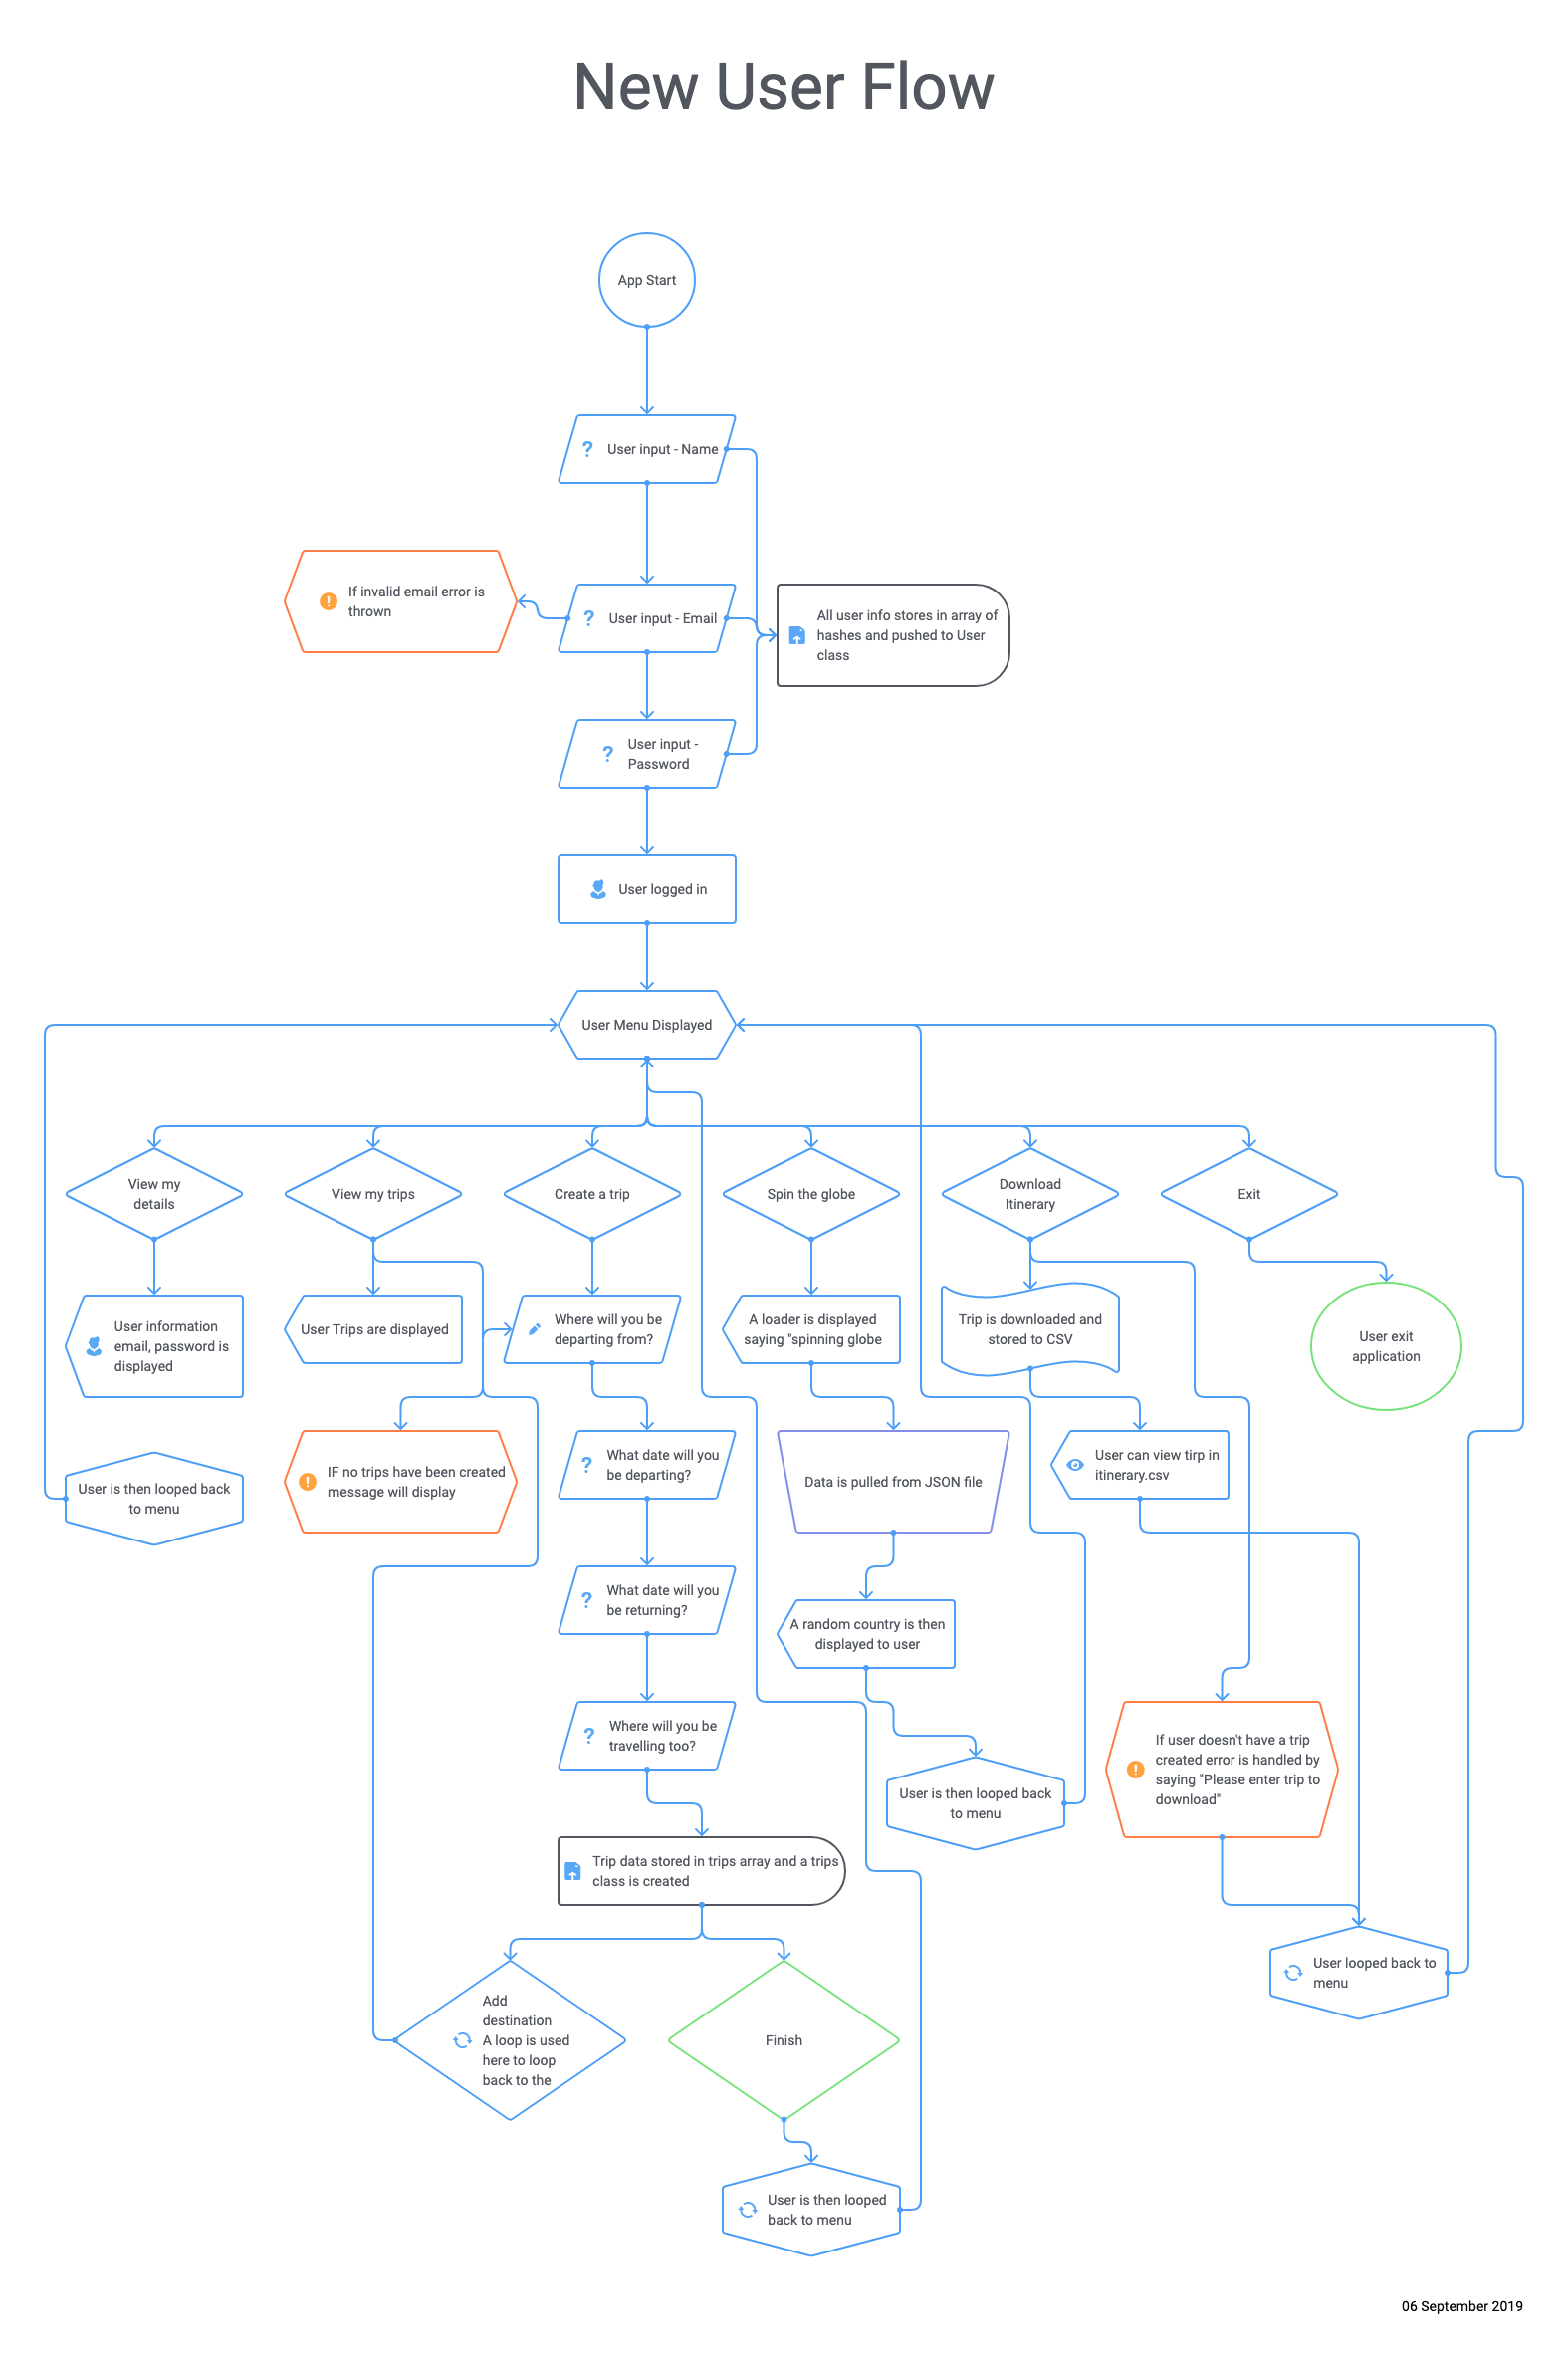 New User Flow
App Start
User input - Name
If invalid email error is
thrown
User input - Email
All user info stores in array of
hashes and pushed to User
class
User input -
Password
User logged in
User Menu Displayed
View my
details
View my trips
Create a trip
Spin the globe
Download
Itinerary
Exit
User information
email, password is
displayed
User Trips are displayed
Where will you be
departing from?
A loader is displayed
saying "spinning globe
Trip is downloaded and
stored to CSV
User exit
application
User is then looped back
to menu
IF no trips have been created
message will display
What date will you
be departing?
Data is pulled from JSON file
User can view tirp in
itinerary.csv
What date will you
be returning?
A random country is then
displayed to user
Where will you be
travelling too?
User is then looped back
to menu
If user doesn't have a trip
created error is handled by
saying "Please enter trip to
download"
Trip data stored in trips array and a trips
class is created
User looped back to
menu
Add
destination
A loop is used
here to loop
back to the
Finish
User is then looped
back to menu
06 September 2019